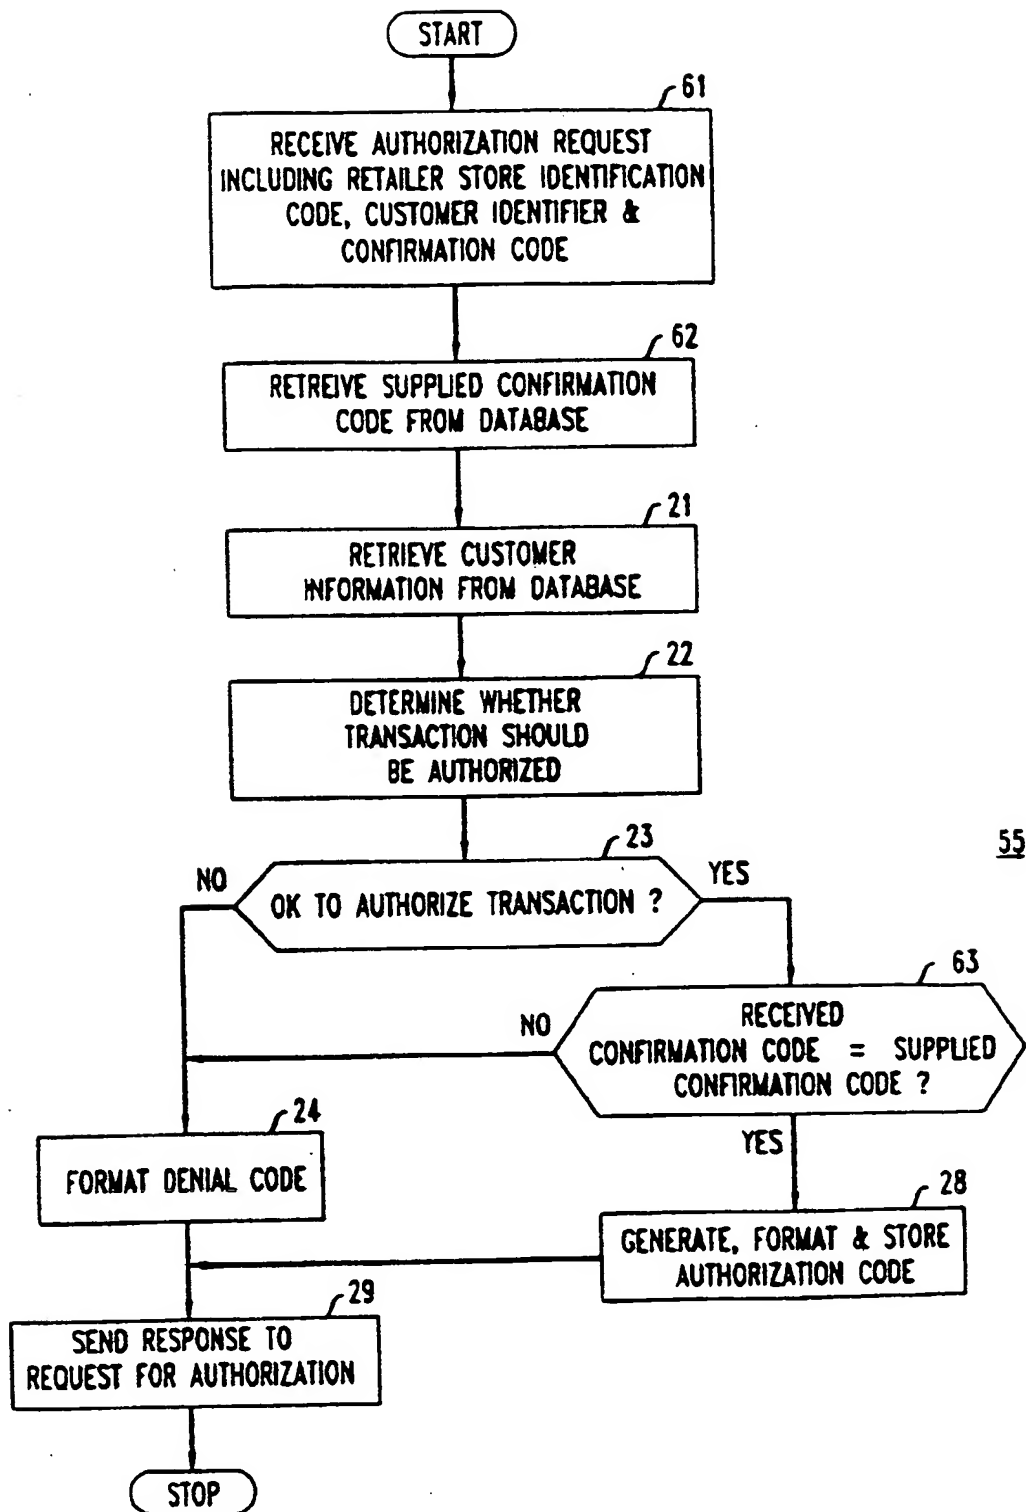 START
61
RECEIVE AUTHORIZATION REQUEST
INCLUDING RETAILER STORE IDENTIFICATION
CODE, CUSTOMER IDENTIFIER &
CONFIRMATION CODE
62
RETREIVE SUPPLIED CONFIRMATION
CODE FROM DATABASE
21
RETRIEVE CUSTOMER
INFORMATION FROM DATABASE
22
DETERMINE WHETHER
TRANSACTION SHOULD
BE AUTHORIZED
23
55
NO
OK TO AUTHORIZE TRANSACTION ?
YES
63
NO
RECEIVED
CONFIRMATION CODE = SUPPLIED
CONFIRMATION CODE ?
YES
24
FORMAT DENIAL CODE
28
GENERATE, FORMAT & STORE
AUTHORIZATION CODE
29
SEND RESPONSE TO
REQUEST FOR AUTHORIZATION
STOP